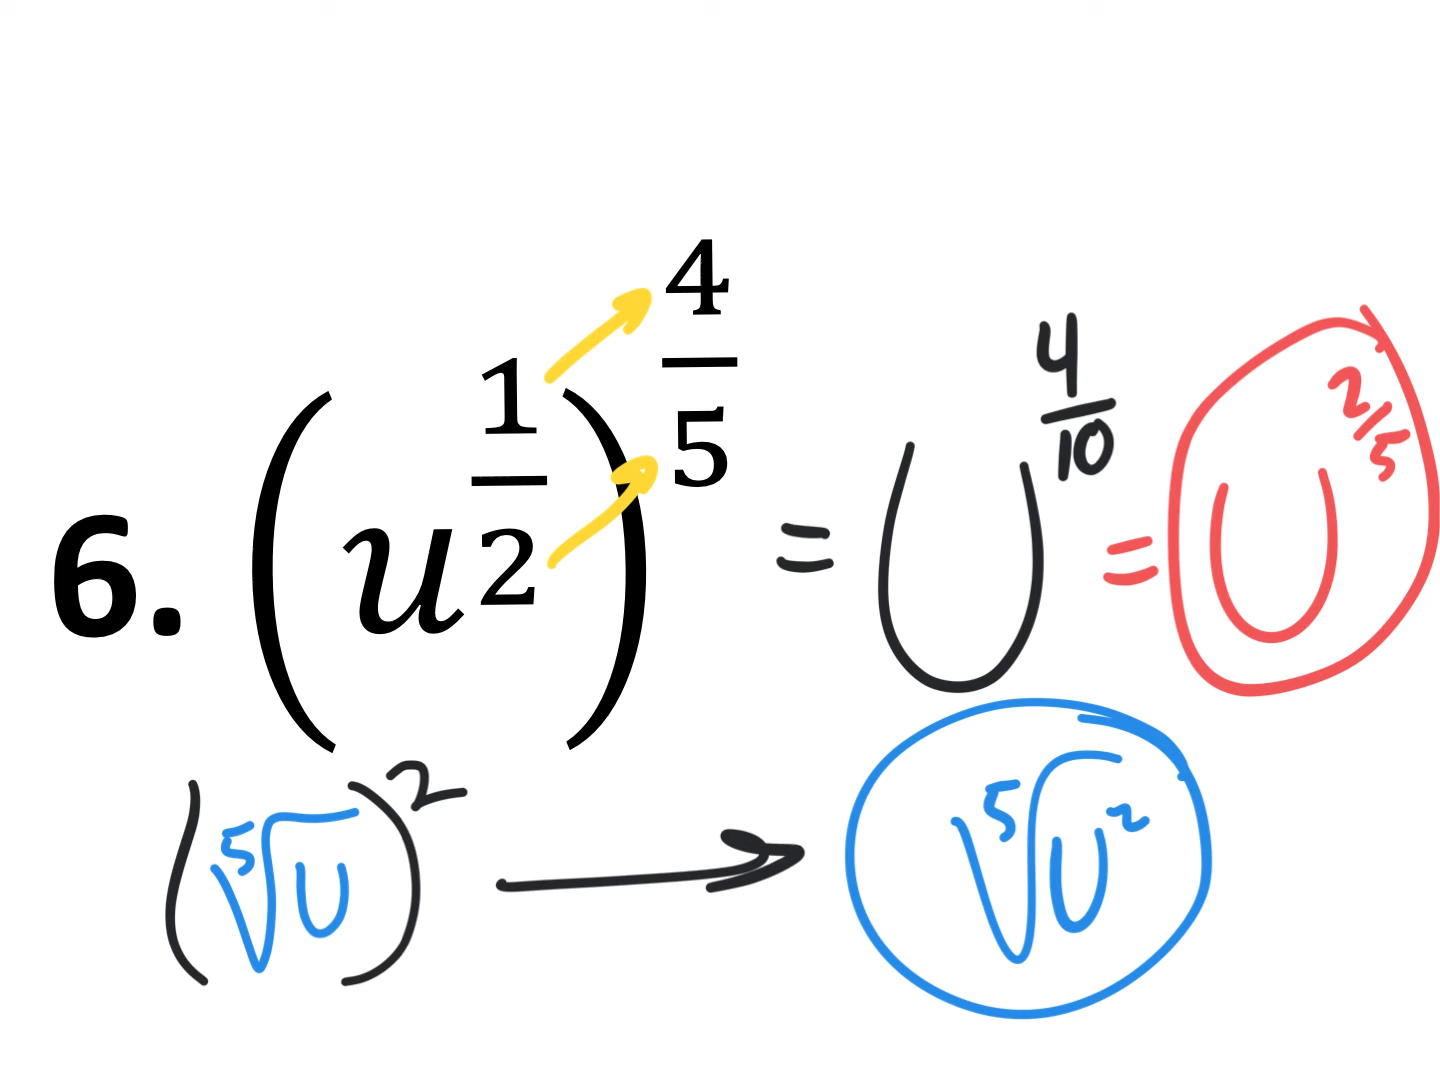 6. (u^{1/2})^{4/5} = U^{4/10} = U^{2/5}
(⁵√U)² → ⁵√U²